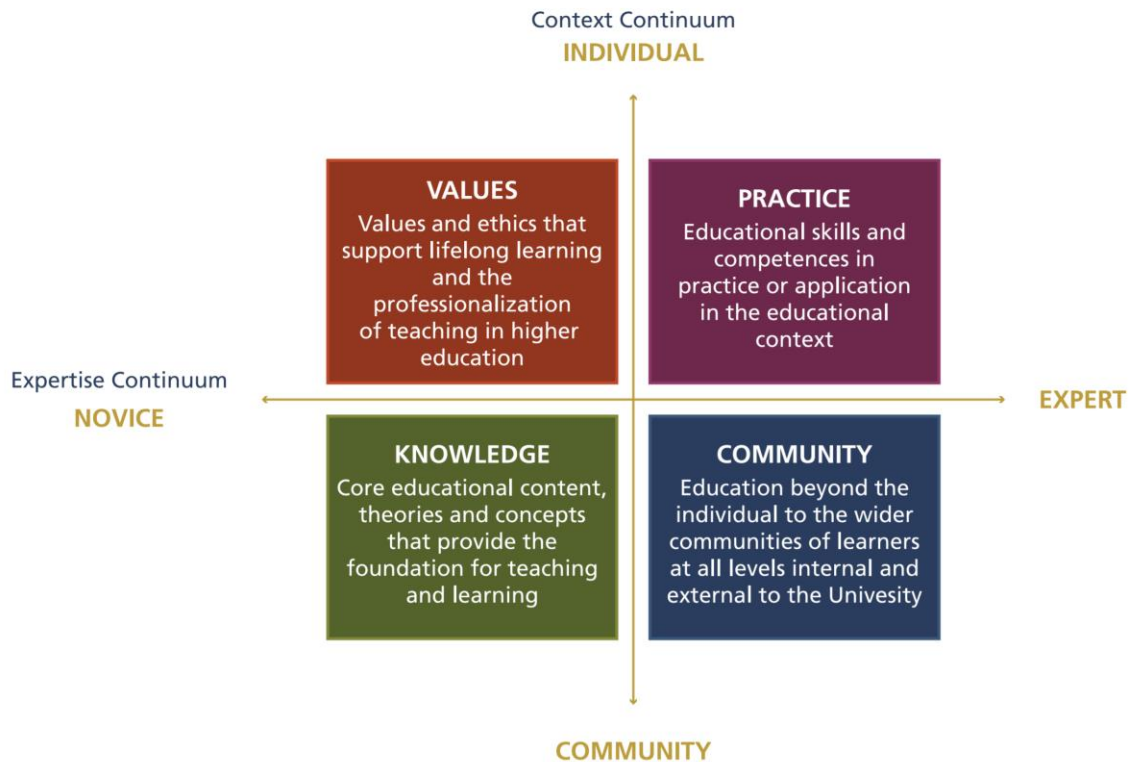 Context Continuum
INDIVIDUAL
VALUES
Values and ethics that
support lifelong learning
and the
professionalization
of teaching in higher
education
PRACTICE
Educational skills and
competences in
practice or application
in the educational
context
Expertise Continuum
NOVICE
EXPERT
KNOWLEDGE
Core educational content,
theories and concepts
that provide the
foundation for teaching
and learning
COMMUNITY
Education beyond the
individual to the wider
communities of learners
at all levels internal and
external to the Univesity
COMMUNITY